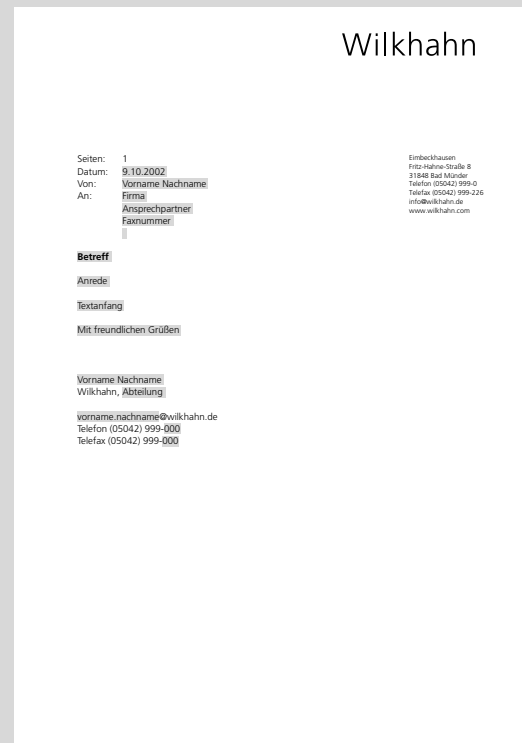 Wilkhahn
Seiten: 1
Datum: 9.10.2002
Von: Vorname Nachname
An: Firma
Ansprechpartner
Faxnummer
Eimbeckhausen
Fritz-Hahne-Straße 8
31848 Bad Münder
Telefon (05042) 999-0
Telefax (05042) 999-226
info@wilkhahn.de
www.wilkhahn.com
Betreff
Anrede
Textanfang
Mit freundlichen Grüßen
Vorname Nachname
Wilkhahn, Abteilung
vorname.nachname@wilkhahn.de
Telefon (05042) 999-000
Telefax (05042) 999-000